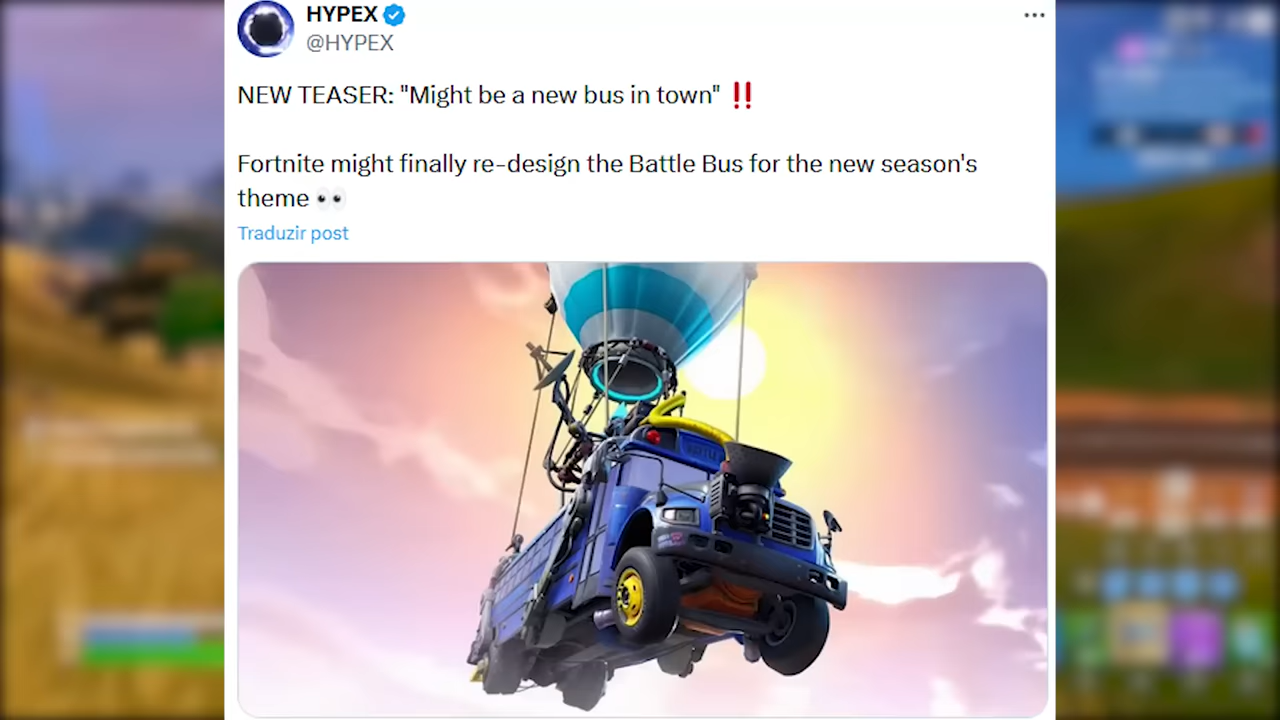 HYPEX
@HYPEX
NEW TEASER: "Might be a new bus in town" ‼️
Fortnite might finally re-design the Battle Bus for the new season's
theme 👀
Traduzir post